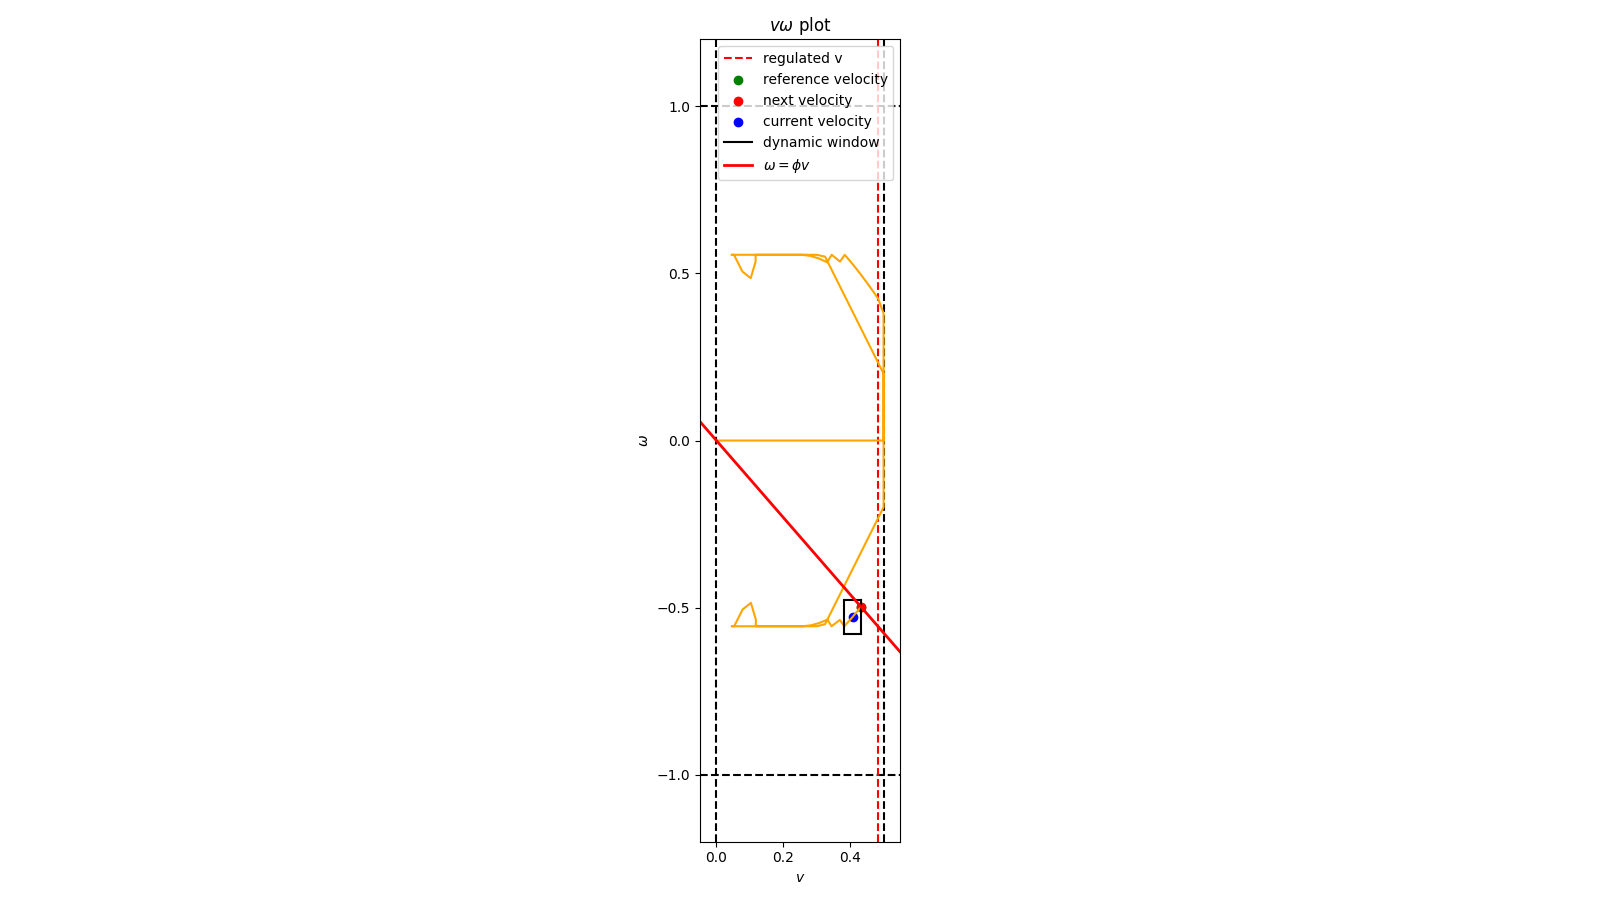 vω plot
regulated v
reference velocity
next velocity
current velocity
dynamic window
ω = ϕv
1.0
0.5
0.0
−0.5
−1.0
ω
0.0 0.2 0.4
v